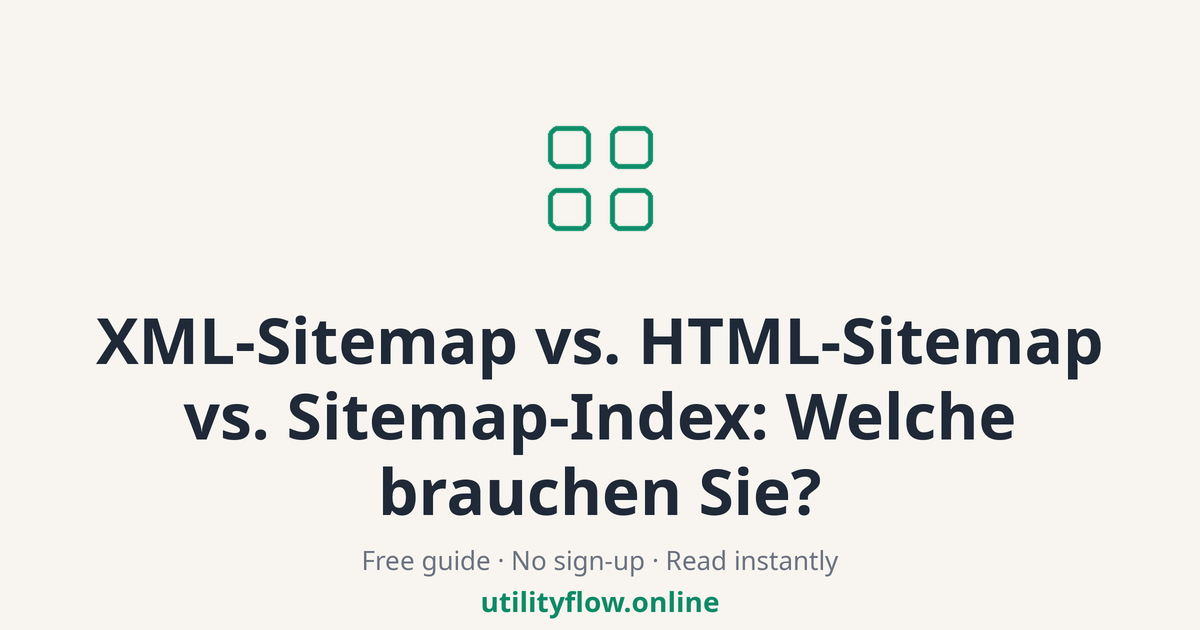 XML-Sitemap vs. HTML-Sitemap
vs. Sitemap-Index: Welche
brauchen Sie?
Free guide · No sign-up · Read instantly
utilityflow.online